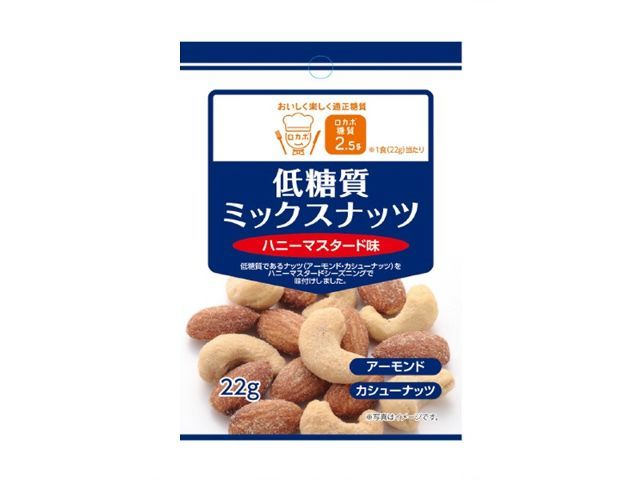 おいしく楽しく適正糖質
ロカボ
ロカボ
糖質
2.5g
※1食(22g)当たり
低糖質
ミックスナッツ
ハニーマスタード味
低糖質であるナッツ(アーモンド・カシューナッツ)を
ハニーマスタードシーズニングで
味付けしました。
アーモンド
カシューナッツ
22g
※写真はイメージです。